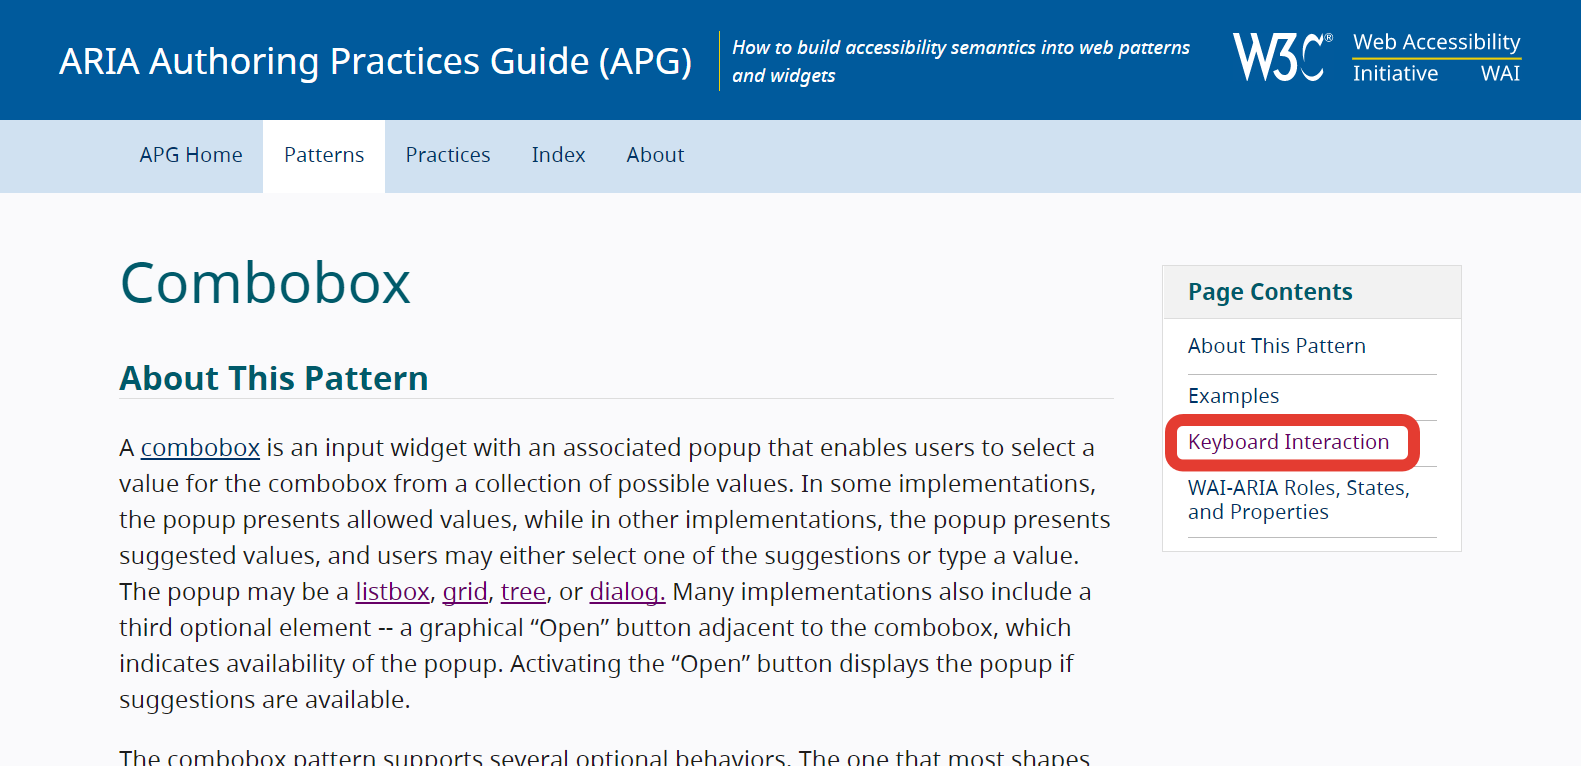 ARIA Authoring Practices Guide (APG)
How to build accessibility semantics into web patterns
and widgets
W3C®
Web Accessibility
Initiative WAI
APG Home
Patterns
Practices
Index
About
Combobox
About This Pattern
A combobox is an input widget with an associated popup that enables users to select a
value for the combobox from a collection of possible values. In some implementations,
the popup presents allowed values, while in other implementations, the popup presents
suggested values, and users may either select one of the suggestions or type a value.
The popup may be a listbox, grid, tree, or dialog. Many implementations also include a
third optional element -- a graphical “Open” button adjacent to the combobox, which
indicates availability of the popup. Activating the “Open” button displays the popup if
suggestions are available.
The combobox pattern supports several optional behaviors. The one that most shapes
Page Contents
About This Pattern
Examples
Keyboard Interaction
WAI-ARIA Roles, States,
and Properties